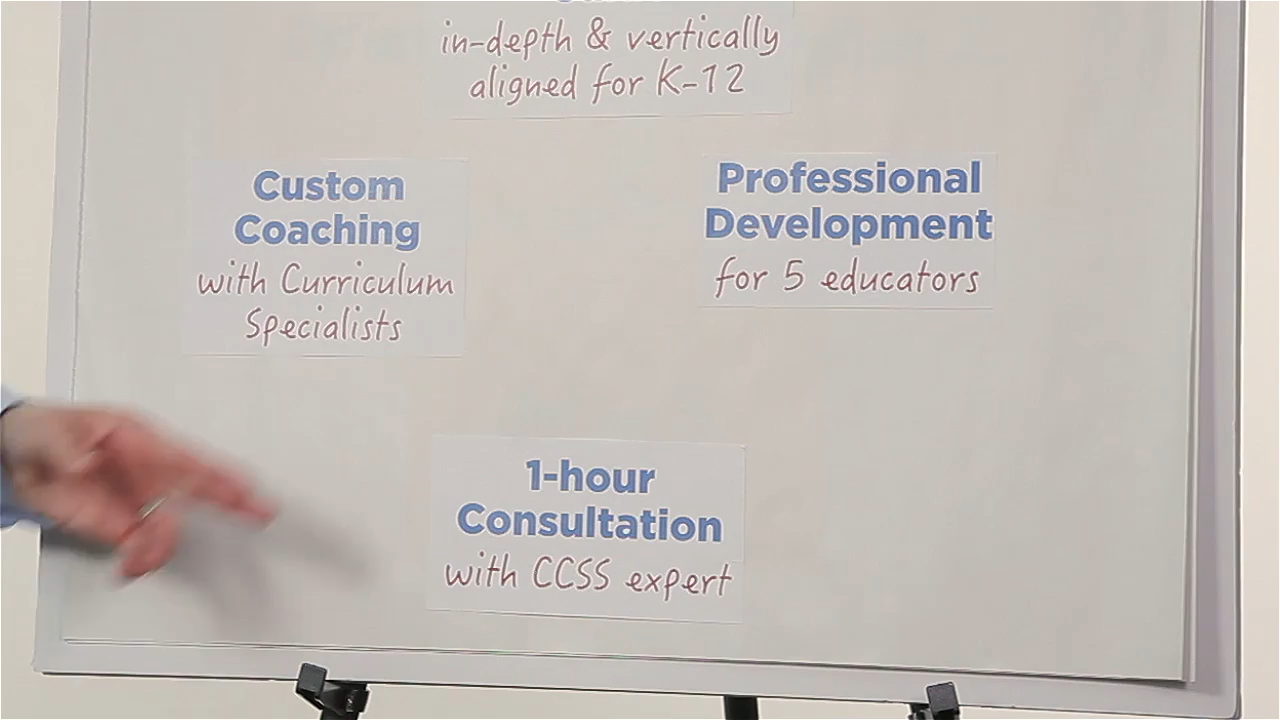 in-depth & vertically
aligned for K-12
Custom
Coaching
with Curriculum
Specialists
Professional
Development
for 5 educators
1-hour
Consultation
with CCSS expert